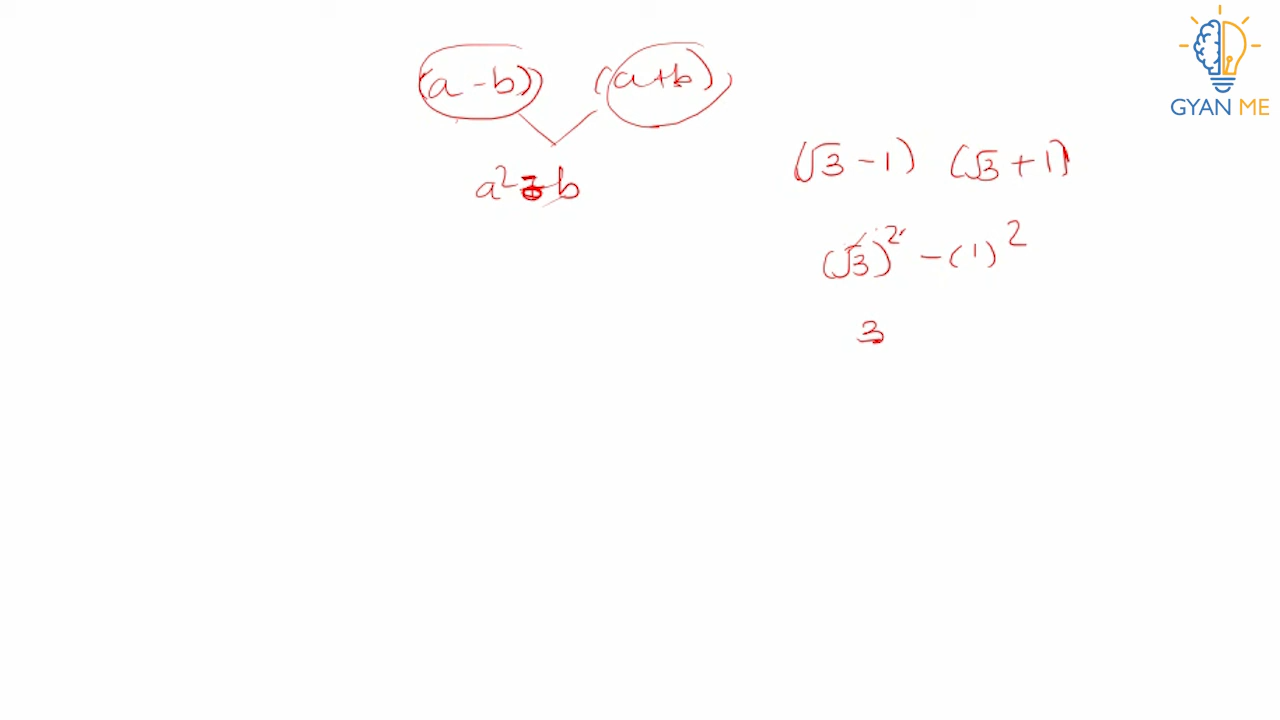 (a-b) (a+b)
a² - b
(√3 - 1) (√3 + 1)
(√3)² - (1)²
3
GYAN ME